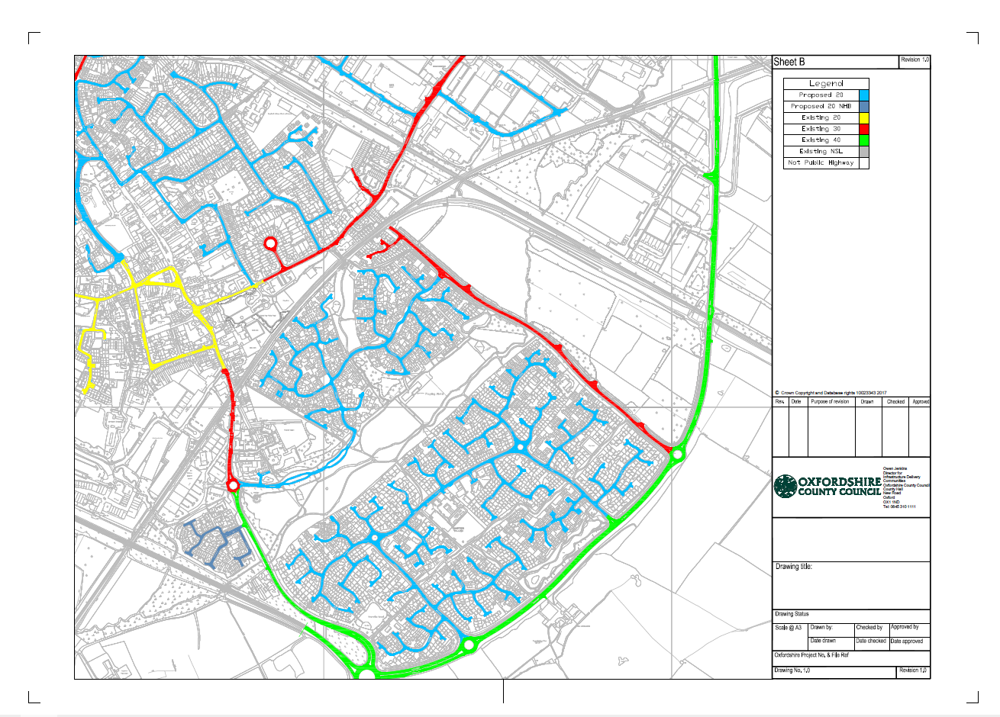 Sheet B
Revision 1.0
Legend
Proposed 20
Proposed 20 NHB
Existing 20
Existing 30
Existing 40
Existing NSL
Not Public Highway
© Crown Copyright and Database rights 10023343 2017
Rev. Date Purpose of revision Drawn Checked Approved
OXFORDSHIRE
COUNTY COUNCIL
Owen Jenkins
Director for
Infrastructure Delivery
Communities
Oxfordshire County Council
County Hall
New Road
Oxford
OX1 1ND
Tel: 0845 310 1111
Drawing title:
Drawing Status
Scale @ A3 Drawn by: Checked by Approved by
Date drawn Date checked Date approved
Oxfordshire Project No. & File Ref
Drawing No. 1.0 Revision 1.0